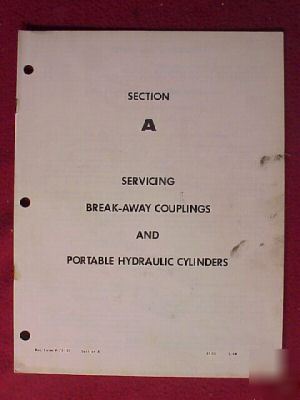 SECTION
A
SERVICING
BREAK-AWAY COUPLINGS
AND
PORTABLE HYDRAULIC CYLINDERS